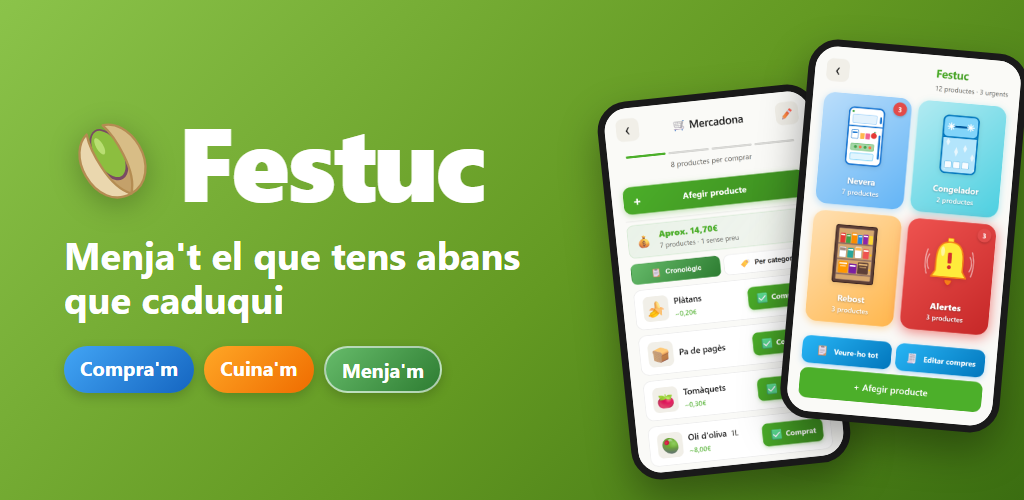 Festuc
Menja't el que tens abans
que caduqui
Compra'm
Cuina'm
Menja'm
Mercadona
8 productes per comprar
+ Afegir producte
Aprox. 14,70€
7 productes · 1 sense preu
Cronològic
Per categor
Plàtans
~0,20€
Com
Pa de pagès
Co
Tomàquets
~0,30€
Oli d'oliva 1L
~8,00€
Comprat
Festuc
12 productes · 3 urgents
3
Nevera
7 productes
Congelador
2 productes
Rebost
3 productes
3
Alertes
3 productes
Veure-ho tot
Editar compres
+ Afegir producte